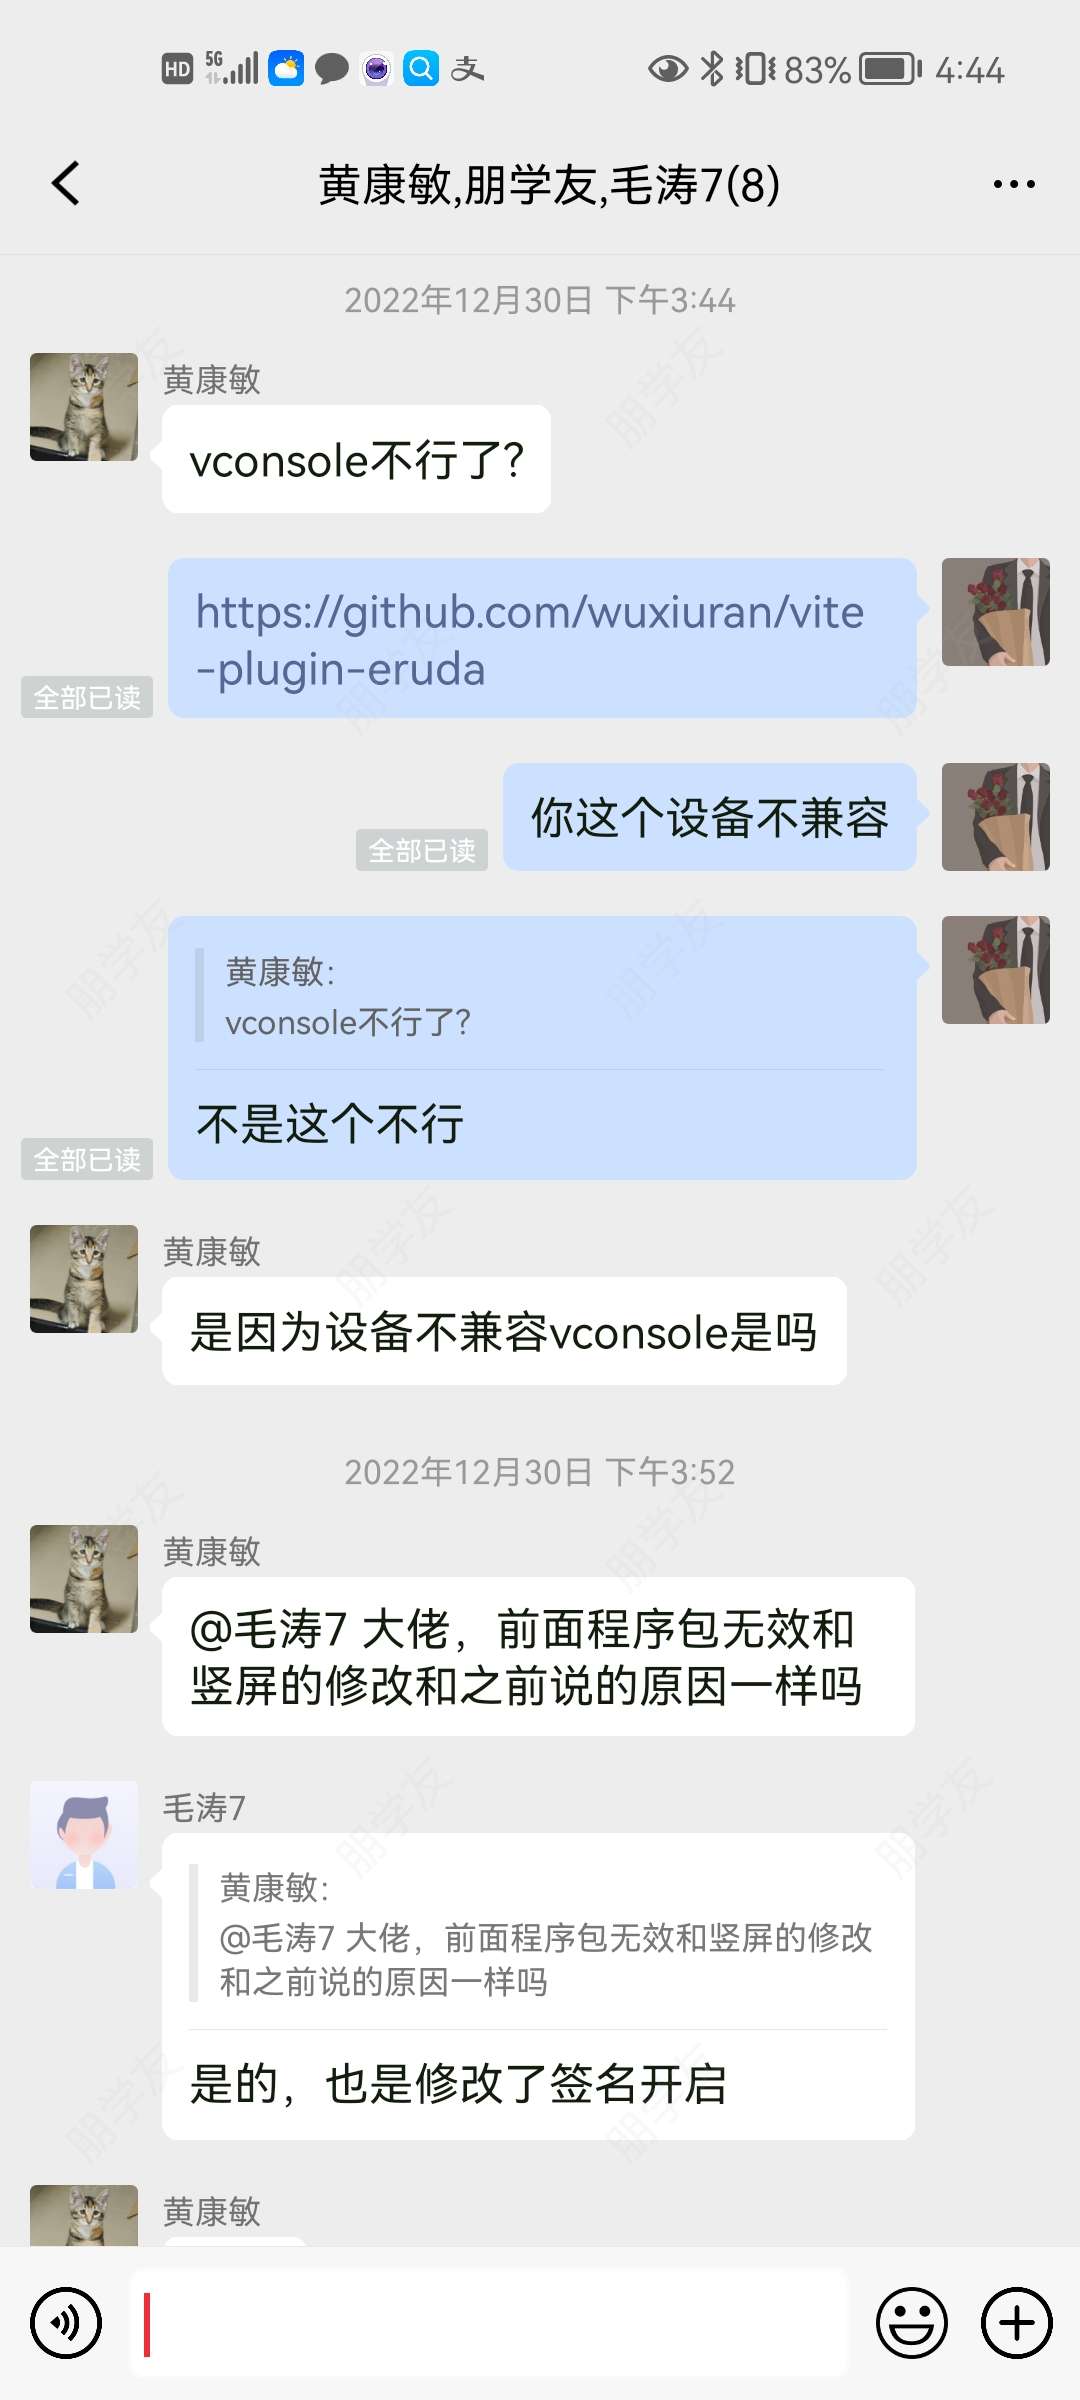 HD 5G 支 83% 4:44
黄康敏,朋学友,毛涛7(8)
2022年12月30日 下午3:44
黄康敏
vconsole不行了?
https://github.com/wuxiuran/vite
-plugin-eruda
全部已读
你这个设备不兼容
全部已读
黄康敏:
vconsole不行了?
不是这个不行
全部已读
黄康敏
是因为设备不兼容vconsole是吗
2022年12月30日 下午3:52
黄康敏
@毛涛7 大佬，前面程序包无效和
竖屏的修改和之前说的原因一样吗
毛涛7
黄康敏:
@毛涛7 大佬，前面程序包无效和竖屏的修改
和之前说的原因一样吗
是的，也是修改了签名开启
黄康敏
朋学友